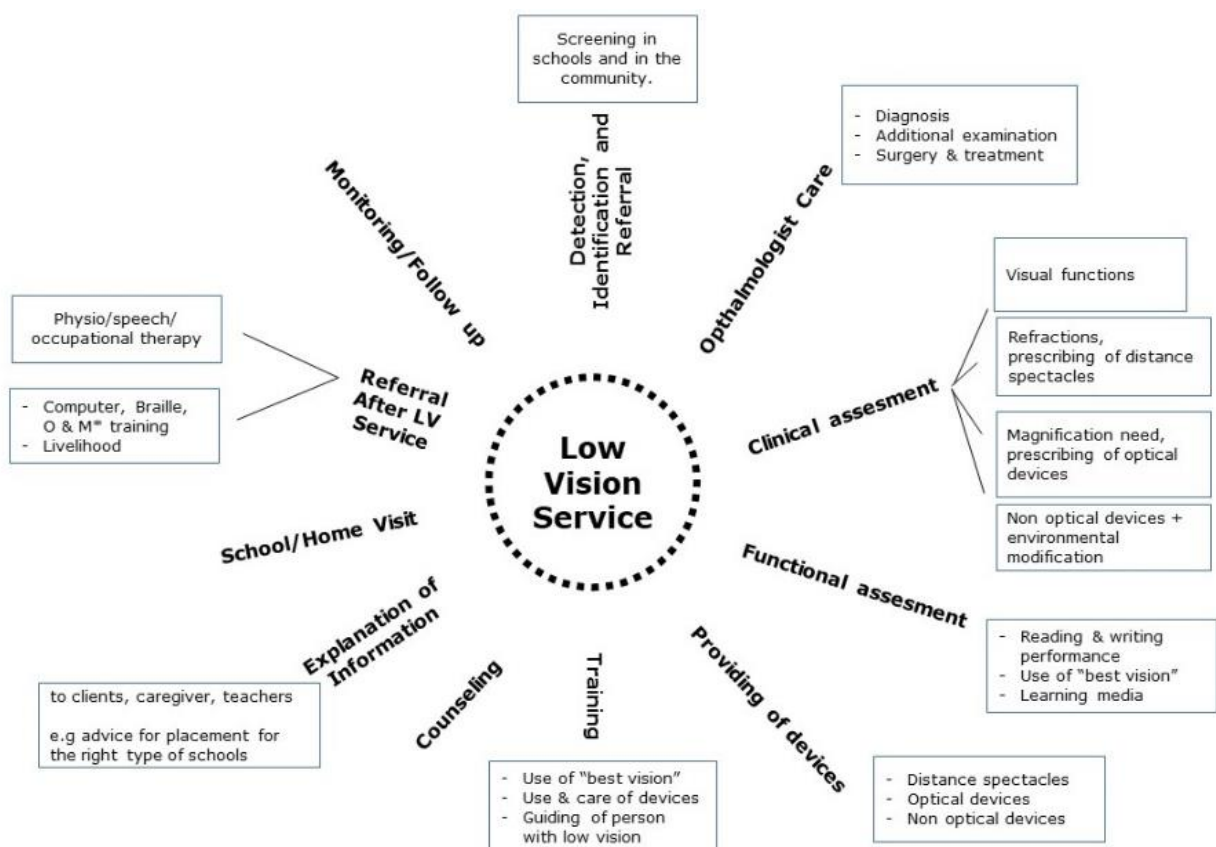 Screening in
schools and in the
community.
Detection,
Identification and
Referral
- Diagnosis
- Additional examination
- Surgery & treatment
Opthalmologist Care
Visual functions
Refractions,
prescribing of distance
spectacles
Magnification need,
prescribing of optical
devices
Non optical devices +
environmental
modification
Clinical assesment
Functional assesment
- Reading & writing
performance
- Use of "best vision"
- Learning media
Providing of devices
- Distance spectacles
- Optical devices
- Non optical devices
Training
- Use of "best vision"
- Use & care of devices
- Guiding of person
with low vision
Counseling
Explanation of
Information
to clients, caregiver, teachers
e.g advice for placement for
the right type of schools
School/Home Visit
Referral
After LV
Service
Physio/speech/
occupational therapy
- Computer, Braille,
O & M* training
- Livelihood
Monitoring/Follow up
Low
Vision
Service